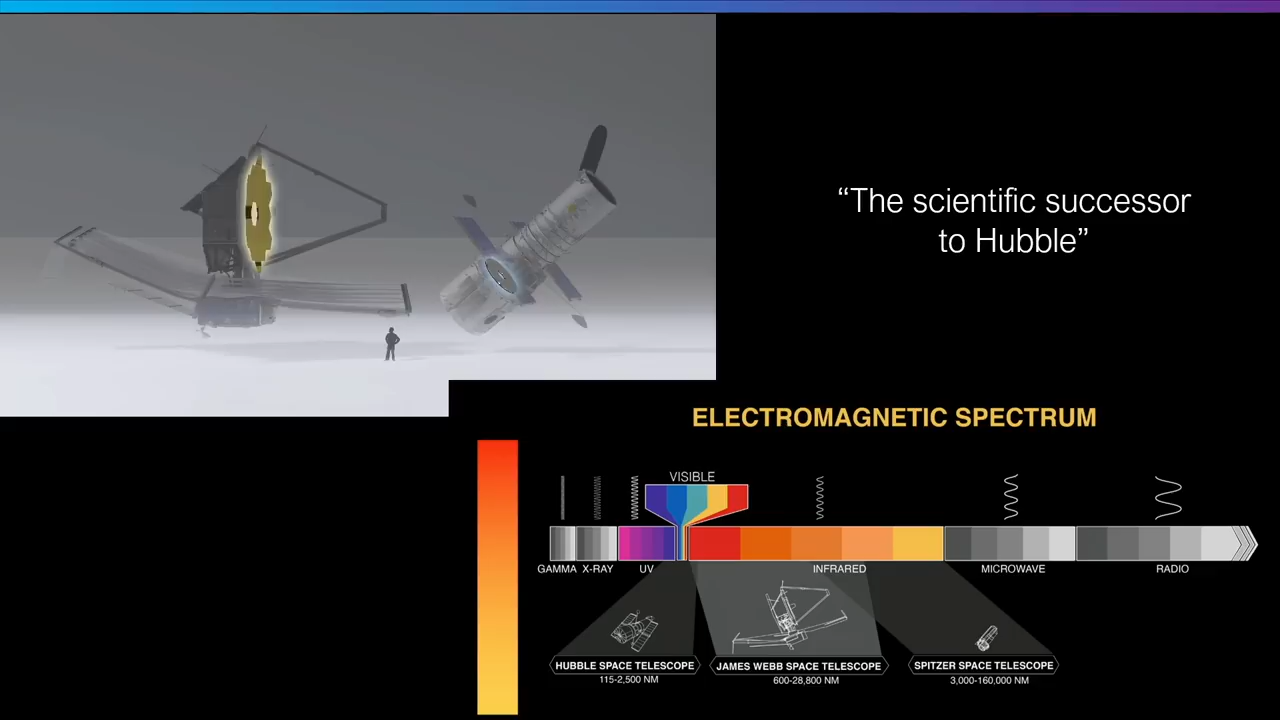 “The scientific successor
to Hubble”
ELECTROMAGNETIC SPECTRUM
VISIBLE
GAMMA X-RAY UV INFRARED MICROWAVE RADIO
HUBBLE SPACE TELESCOPE JAMES WEBB SPACE TELESCOPE SPITZER SPACE TELESCOPE
115-2,500 NM 600-28,800 NM 3,000-160,000 NM